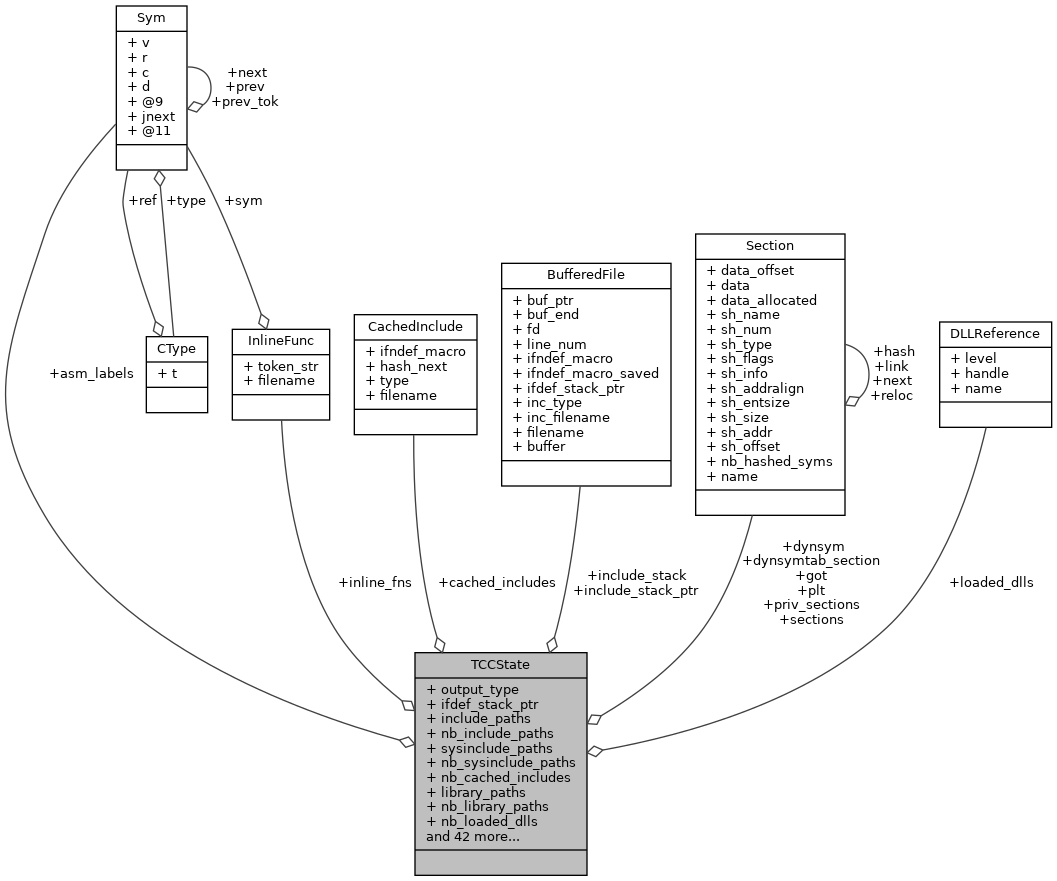 Sym
+ v
+ r
+ c
+ d
+ @9
+ jnext
+ @11
+next
+prev
+prev_tok
+ref
+type
+sym
+asm_labels
CType
+ t
InlineFunc
+ token_str
+ filename
CachedInclude
+ ifndef_macro
+ hash_next
+ type
+ filename
BufferedFile
+ buf_ptr
+ buf_end
+ fd
+ line_num
+ ifndef_macro
+ ifndef_macro_saved
+ ifdef_stack_ptr
+ inc_type
+ inc_filename
+ filename
+ buffer
Section
+ data_offset
+ data
+ data_allocated
+ sh_name
+ sh_num
+ sh_type
+ sh_flags
+ sh_info
+ sh_addralign
+ sh_entsize
+ sh_size
+ sh_addr
+ sh_offset
+ nb_hashed_syms
+ name
+hash
+link
+next
+reloc
DLLReference
+ level
+ handle
+ name
+inline_fns
+cached_includes
+include_stack
+include_stack_ptr
+dynsym
+dynsymtab_section
+got
+plt
+priv_sections
+sections
+loaded_dlls
TCCState
+ output_type
+ ifdef_stack_ptr
+ include_paths
+ nb_include_paths
+ sysinclude_paths
+ nb_sysinclude_paths
+ nb_cached_includes
+ library_paths
+ nb_library_paths
+ nb_loaded_dlls
and 42 more...